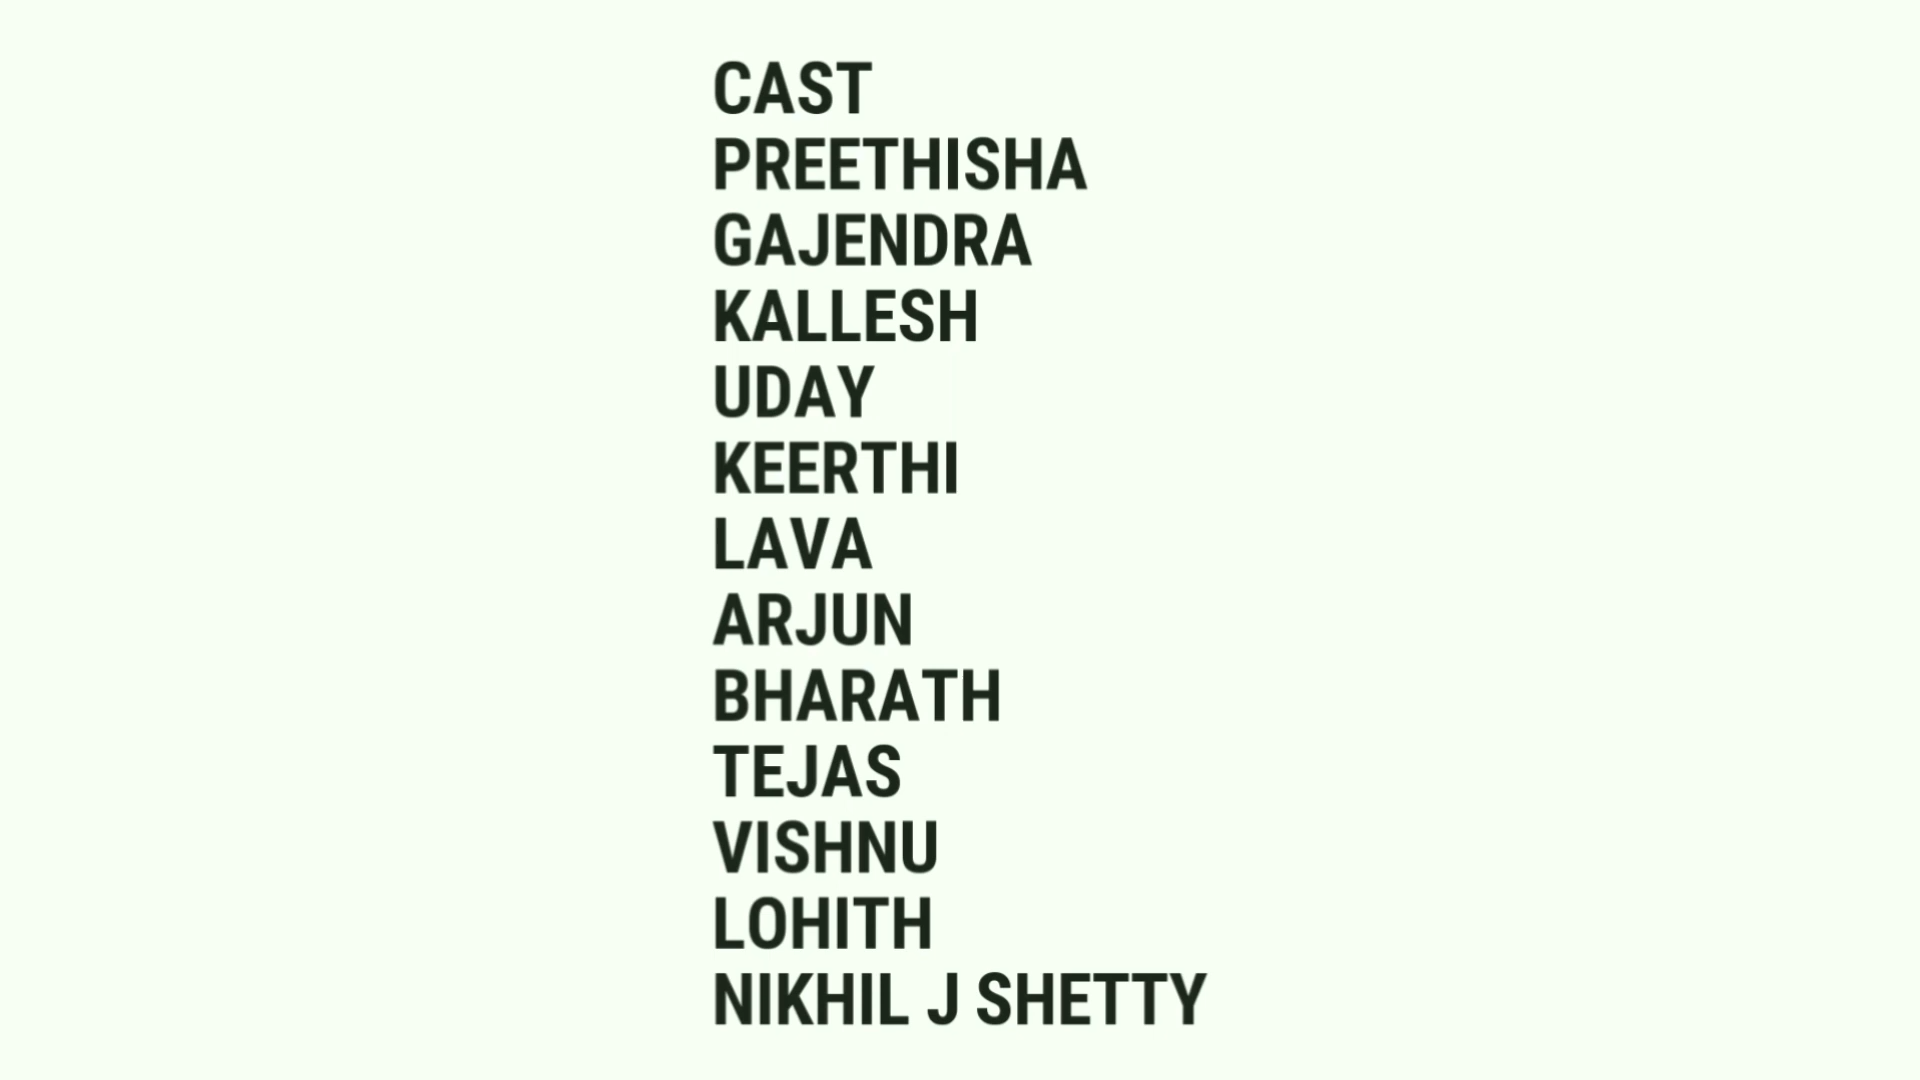 CAST
PREETHISHA
GAJENDRA
KALLESH
UDAY
KEERTHI
LAVA
ARJUN
BHARATH
TEJAS
VISHNU
LOHITH
NIKHIL J SHETTY